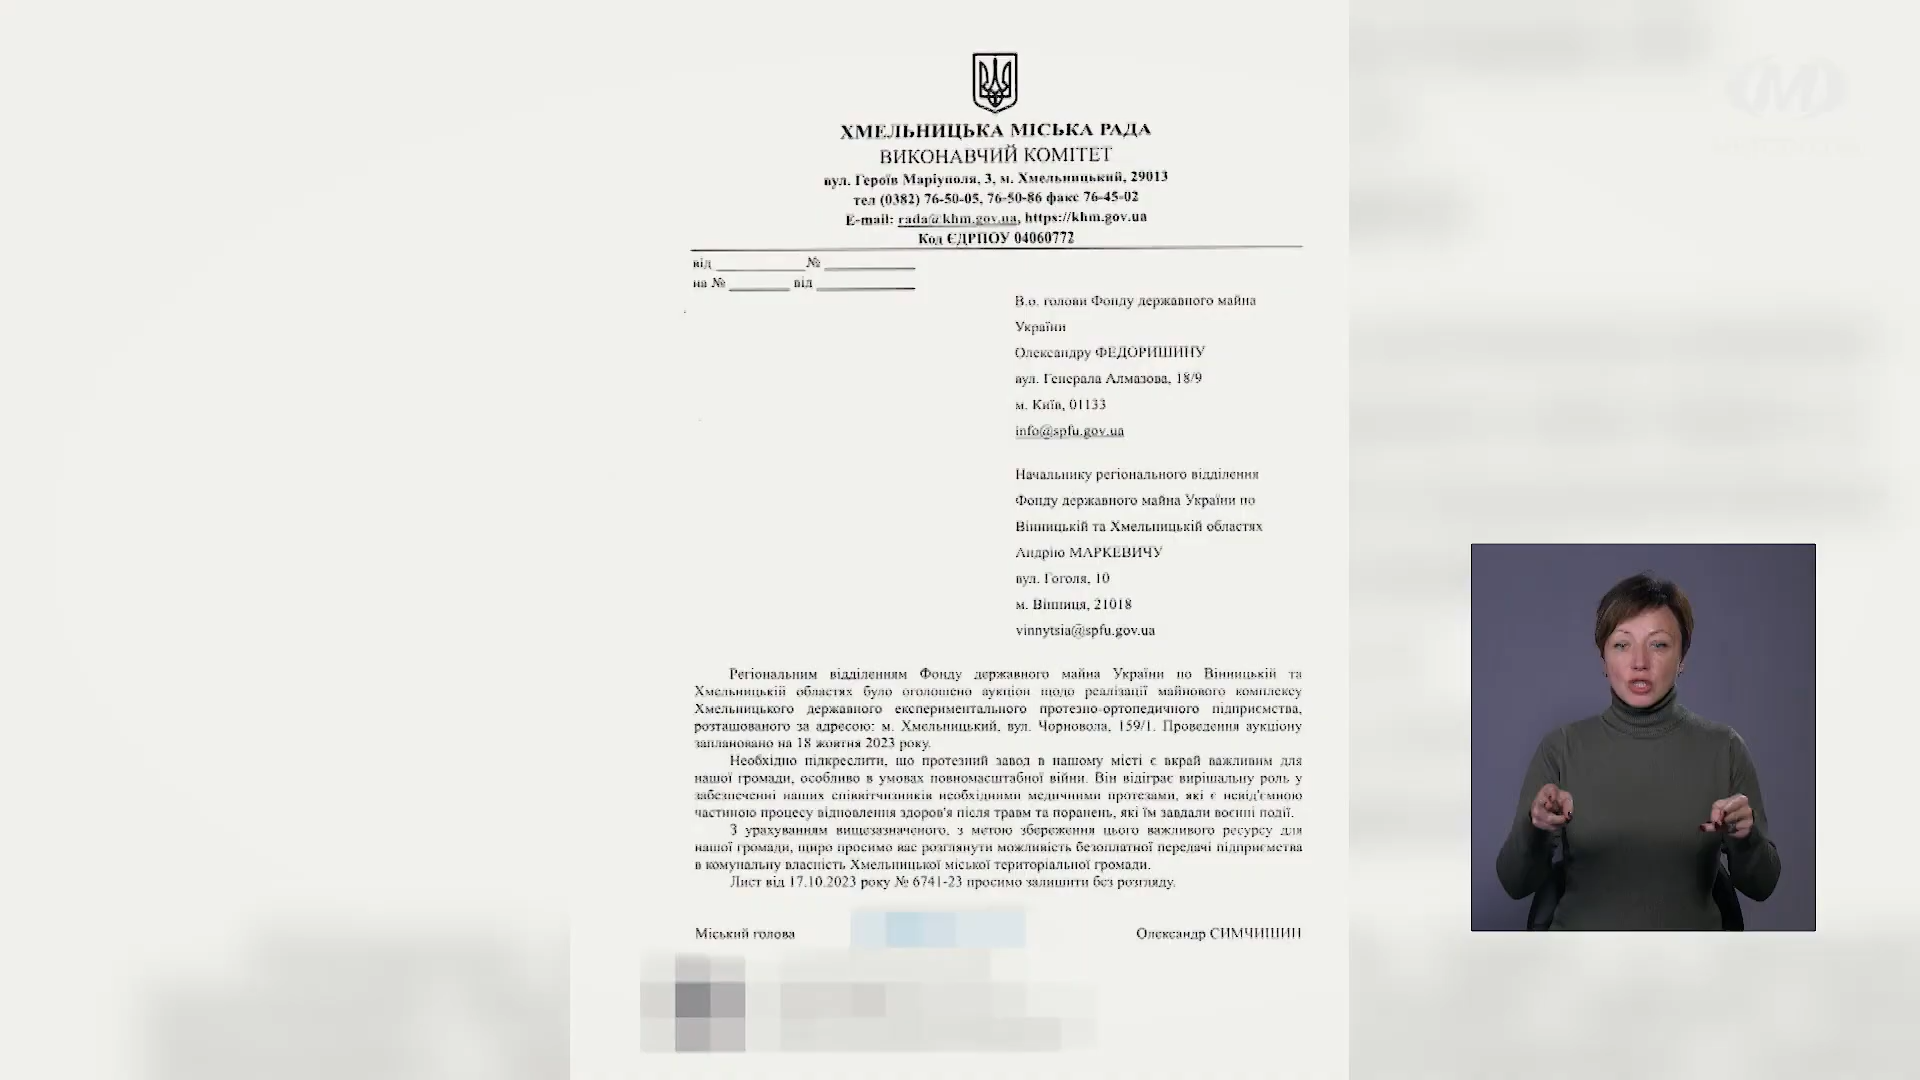 ХМЕЛЬНИЦЬКА МІСЬКА РАДА
ВИКОНАВЧИЙ КОМІТЕТ
вул. Героїв Маріуполя, 3, м. Хмельницький, 29013
тел (0382) 76-50-05, 76-50-86 факс 76-45-02
E-mail: rada@khm.gov.ua, https://khm.gov.ua
Код ЄДРПОУ 04060772
від ____________ № ____________
на № ________ від ____________
В.о. голови Фонду державного майна
України
Олександру ФЕДОРИШИНУ
вул. Генерала Алмазова, 18/9
м. Київ, 01133
info@spfu.gov.ua
Начальнику регіонального відділення
Фонду державного майна України по
Вінницькій та Хмельницькій областях
Андрію МАРКЕВИЧУ
вул. Гоголя, 10
м. Вінниця, 21018
vinnytsia@spfu.gov.ua
Регіональним відділенням Фонду державного майна України по Вінницькій та
Хмельницькій областях було оголошено аукціон щодо реалізації майнового комплексу
Хмельницького державного експериментального протезно-ортопедичного підприємства,
розташованого за адресою: м. Хмельницький, вул. Чорновола, 159/1. Проведення аукціону
заплановано на 18 жовтня 2023 року.
Необхідно підкреслити, що протезний завод в нашому місті є вкрай важливим для
нашої громади, особливо в умовах повномасштабної війни. Він відіграє вирішальну роль у
забезпеченні наших співвітчизників необхідними медичними протезами, які є невід'ємною
частиною процесу відновлення здоров'я після травм та поранень, які їм завдали воєнні події.
З урахуванням вищезазначеного, з метою збереження цього важливого ресурсу для
нашої громади, щиро просимо вас розглянути можливість безоплатної передачі підприємства
в комунальну власність Хмельницької міської територіальної громади.
Лист від 17.10.2023 року № 6741-23 просимо залишити без розгляду.
Міський голова Олександр СИМЧИШИН